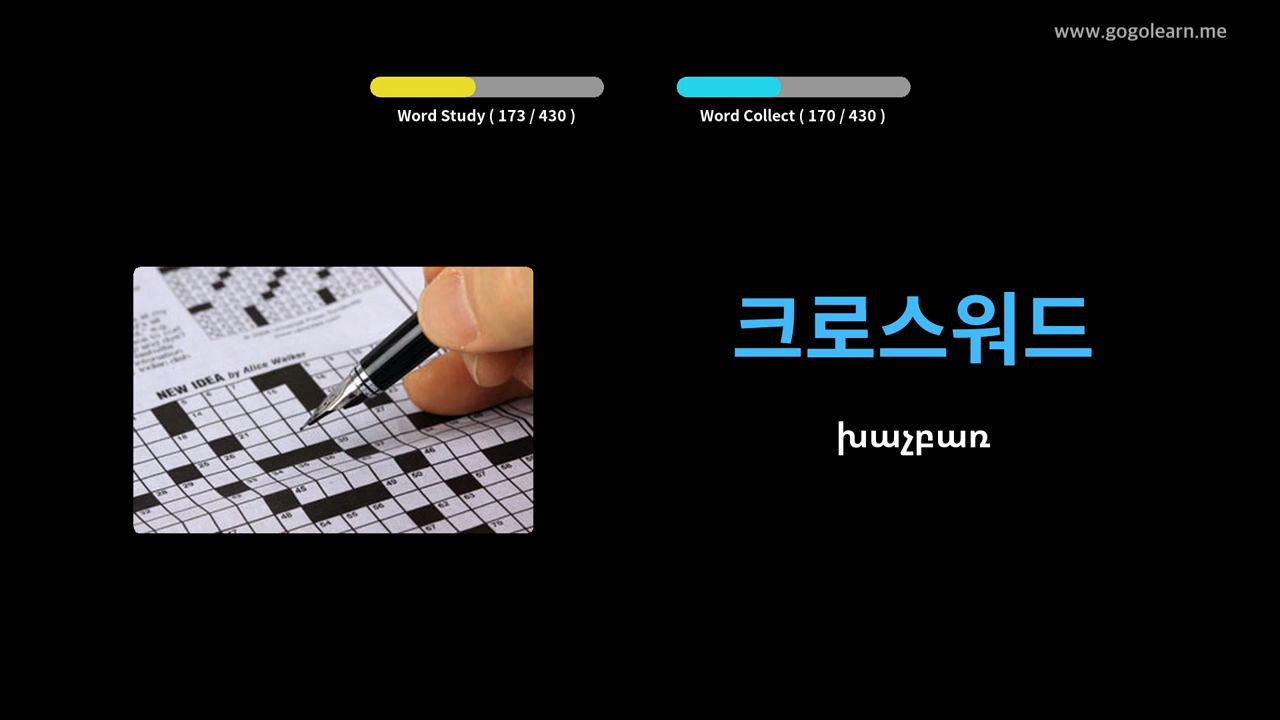 www.gogolearn.me
Word Study ( 173 / 430 )
Word Collect ( 170 / 430 )
NEW IDEA by Alice Walker
크로스워드
խաչբառ